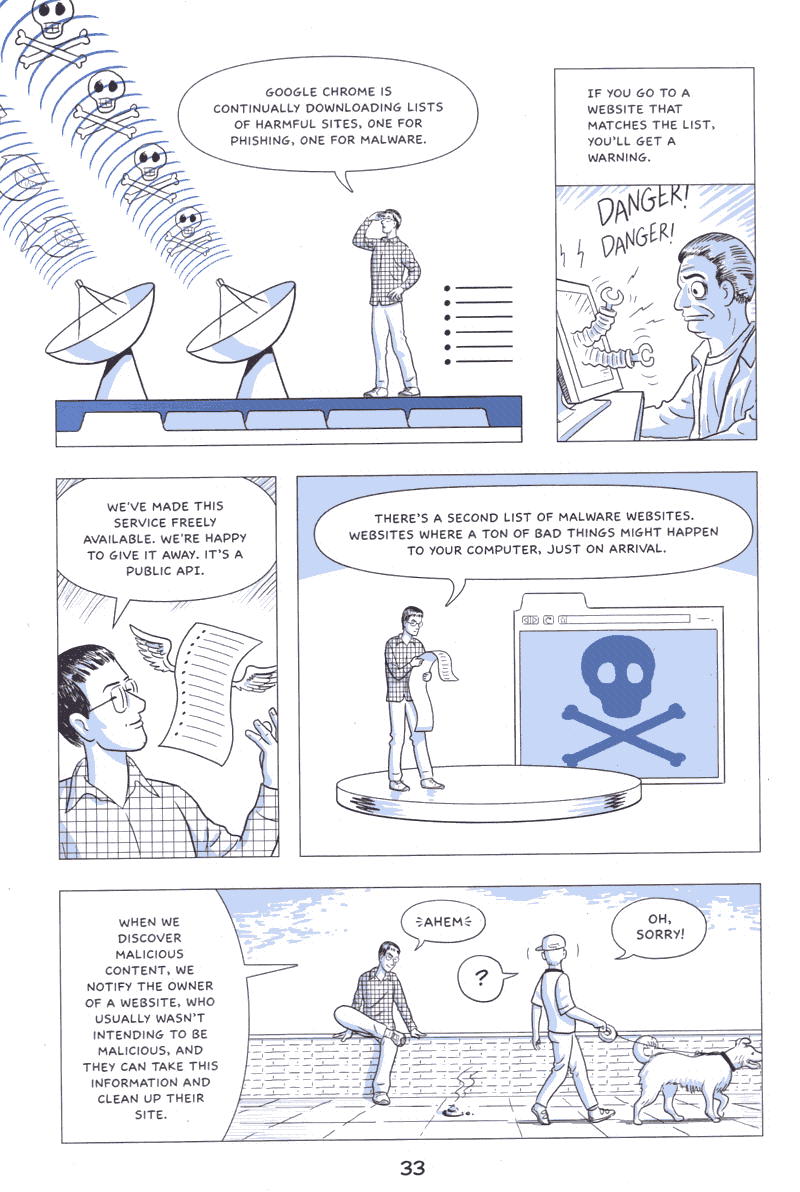 GOOGLE CHROME IS
CONTINUALLY DOWNLOADING LISTS
OF HARMFUL SITES, ONE FOR
PHISHING, ONE FOR MALWARE.
IF YOU GO TO A
WEBSITE THAT
MATCHES THE LIST,
YOU'LL GET A
WARNING.
DANGER!
DANGER!
WE'VE MADE THIS
SERVICE FREELY
AVAILABLE. WE'RE HAPPY
TO GIVE IT AWAY. IT'S A
PUBLIC API.
THERE'S A SECOND LIST OF MALWARE WEBSITES.
WEBSITES WHERE A TON OF BAD THINGS MIGHT HAPPEN
TO YOUR COMPUTER, JUST ON ARRIVAL.
WHEN WE
DISCOVER
MALICIOUS
CONTENT, WE
NOTIFY THE OWNER
OF A WEBSITE, WHO
USUALLY WASN'T
INTENDING TO BE
MALICIOUS, AND
THEY CAN TAKE THIS
INFORMATION AND
CLEAN UP THEIR
SITE.
AHEM
?
OH,
SORRY!
33